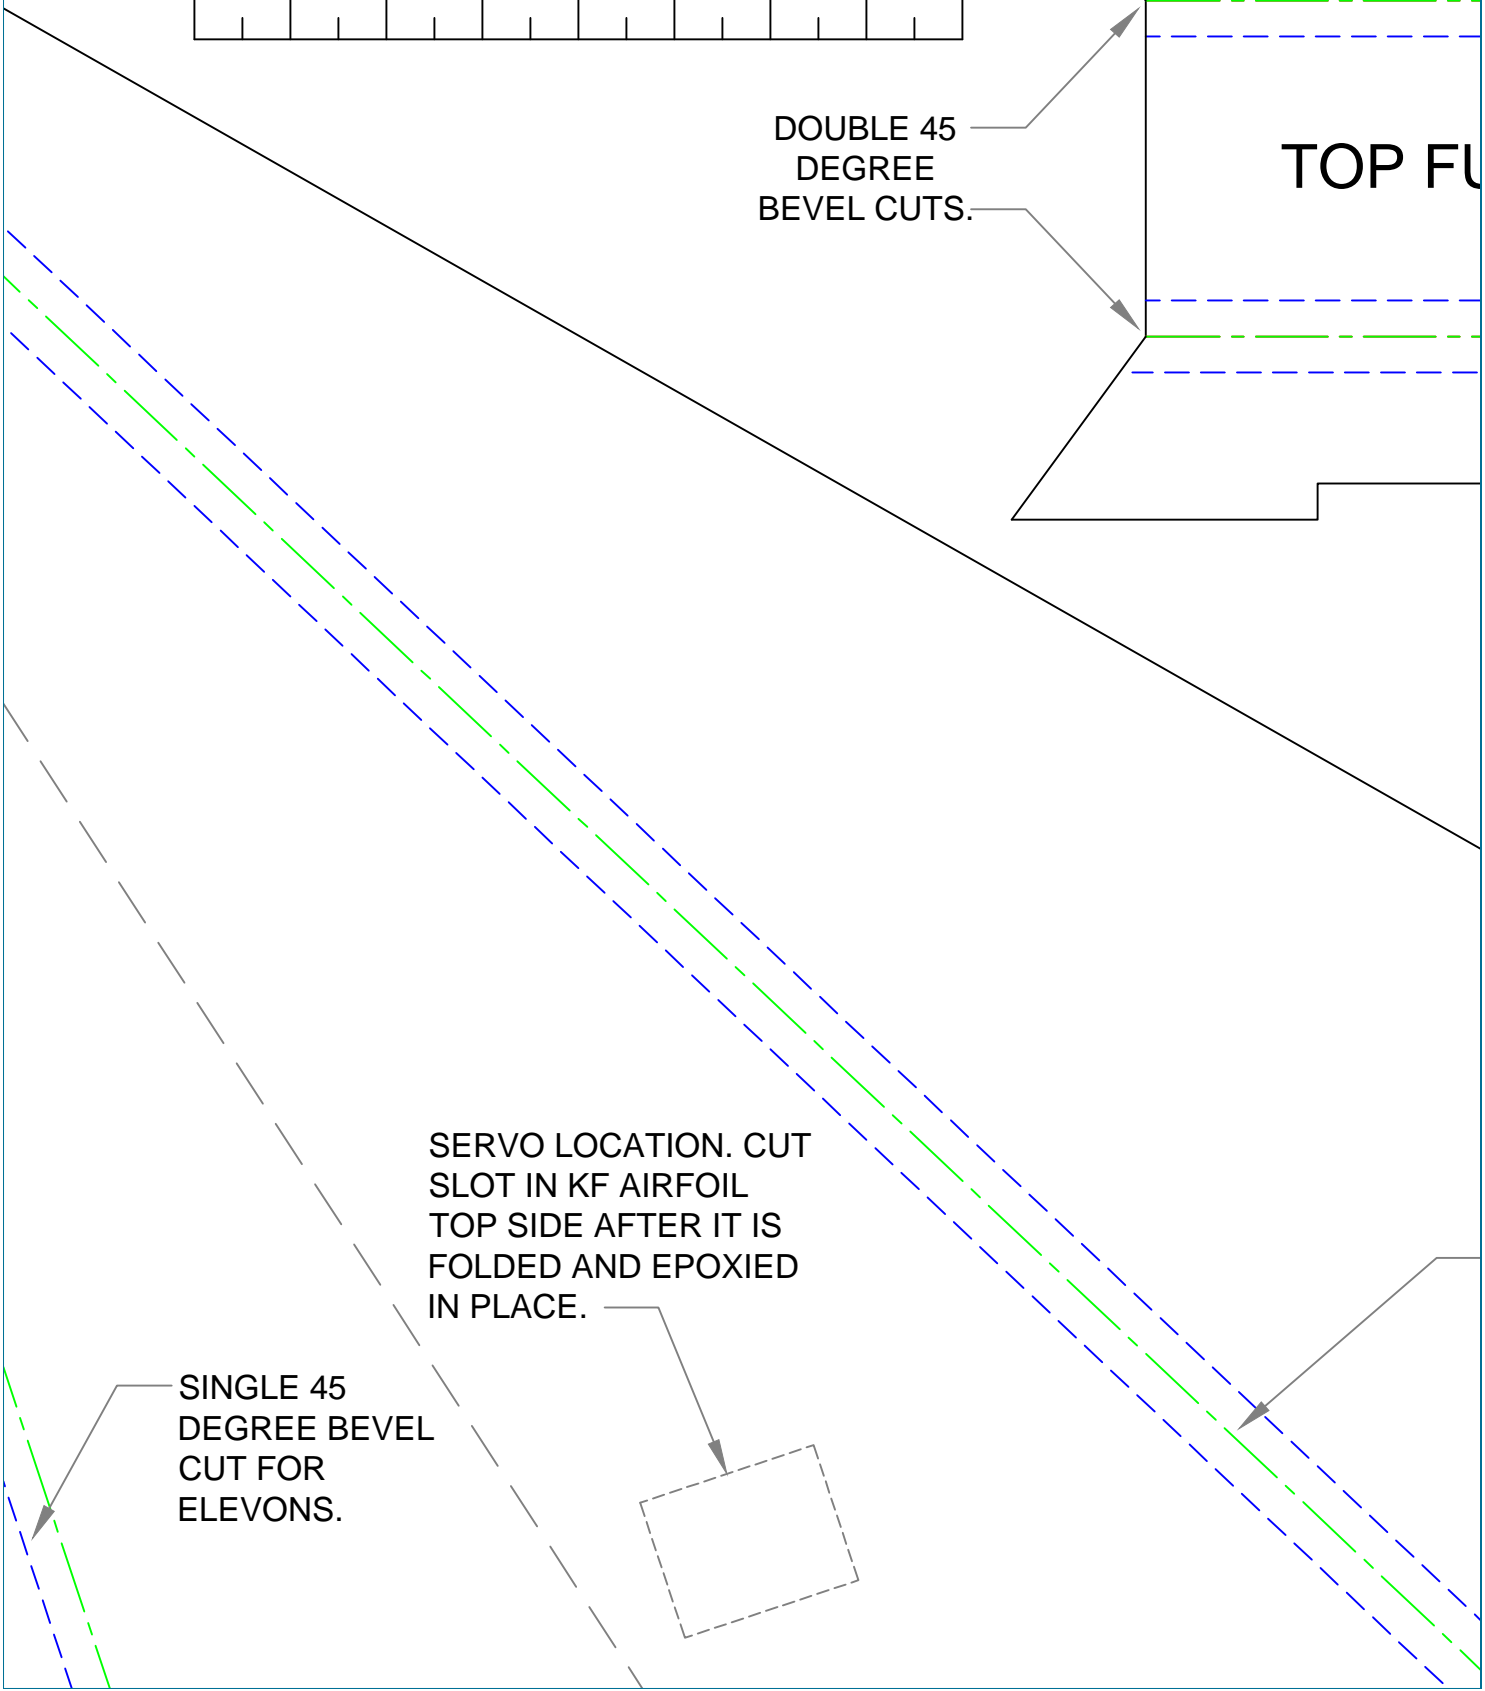 DOUBLE 45
DEGREE
BEVEL CUTS.
TOP
SERVO LOCATION. CUT
SLOT IN KF AIRFOIL
TOP SIDE AFTER IT IS
FOLDED AND EPOXIED
IN PLACE.
SINGLE 45
DEGREE BEVEL
CUT FOR
ELEVONS.